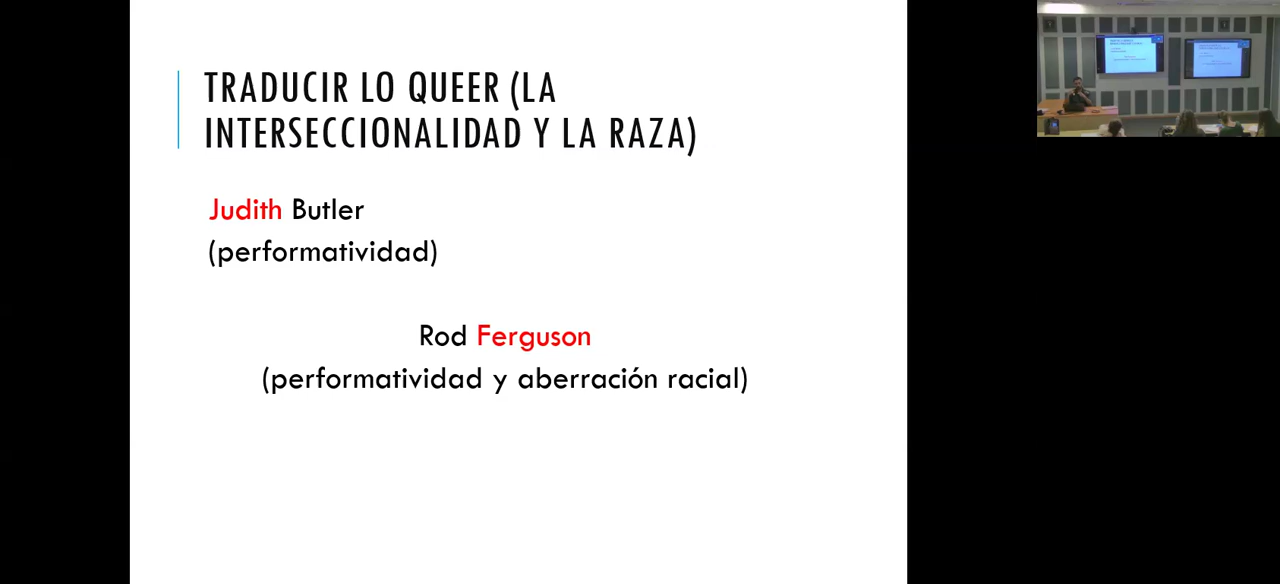 TRADUCIR LO QUEER (LA
INTERSECCIONALIDAD Y LA RAZA)
Judith Butler
(performatividad)
Rod Ferguson
(performatividad y aberración racial)